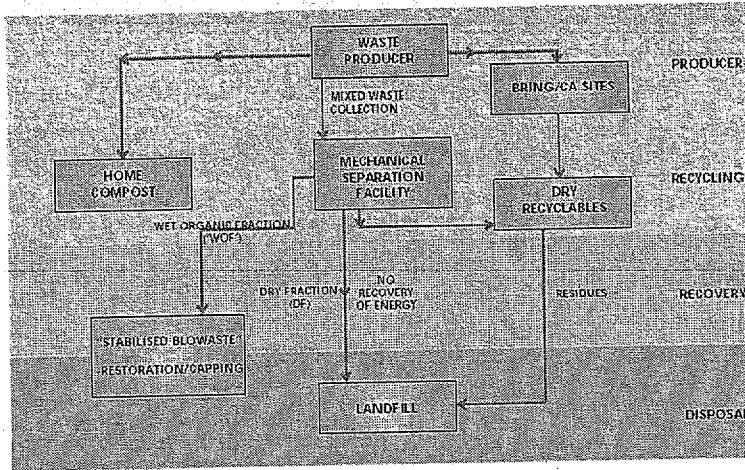 WASTE
PRODUCER
PRODUCER
BRING/CA SITES
MIXED WASTE
COLLECTION
HOME
COMPOST
MECHANICAL
SEPARATION
FACILITY
DRY
RECYCLABLES
RECYCLING
WET ORGANIC FRACTION
("WOF")
DRY FRACTION
(DF)
NO
RECOVERY
OF ENERGY
RESIDUES
RECOVERY
"STABILISED BLOWASTE"
-RESTORATION/CAPPING
LANDFILL
DISPOSAL